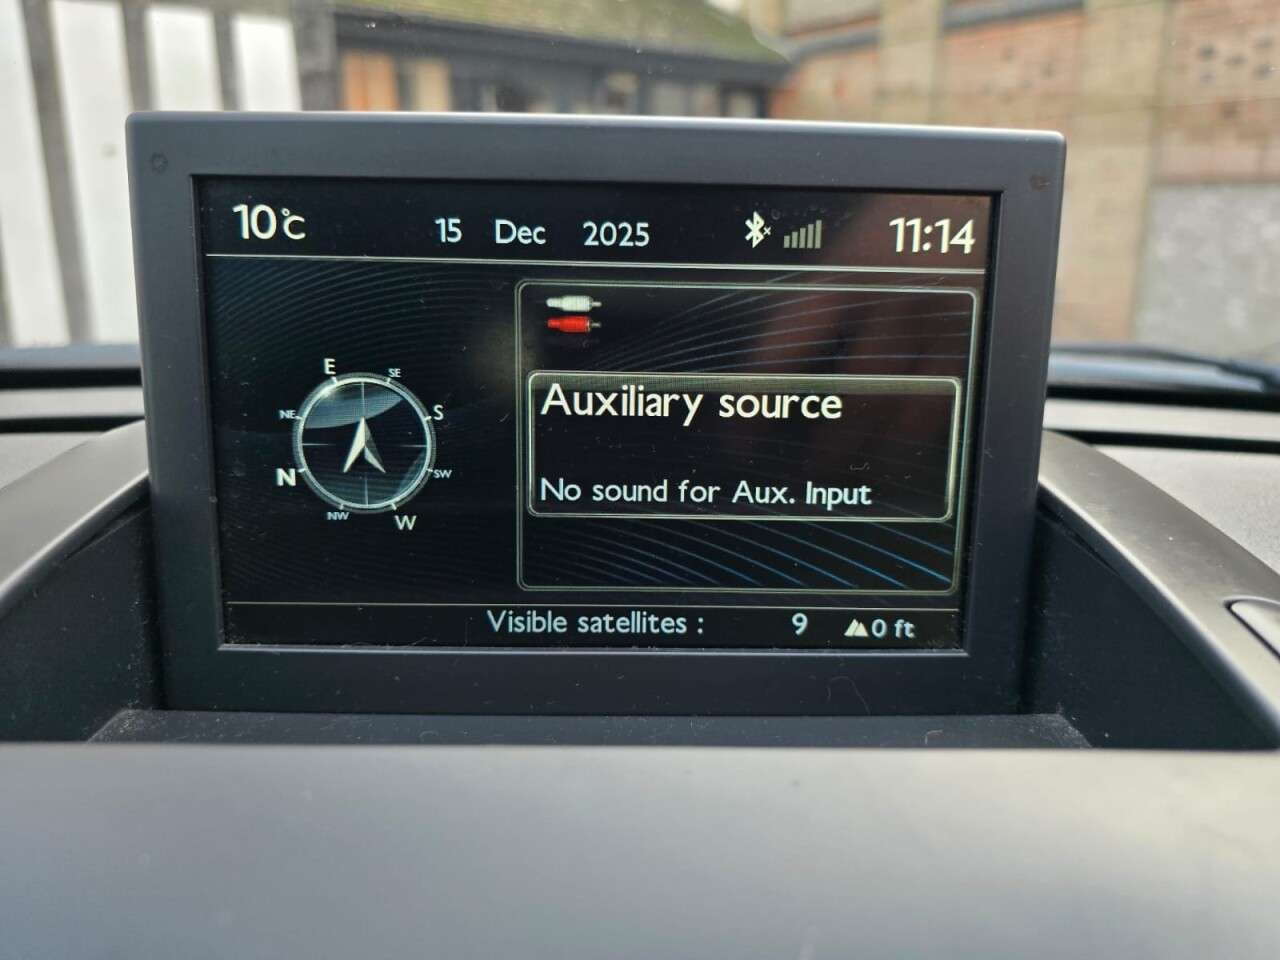 10°C 15 Dec 2025 11:14
Auxiliary source
No sound for Aux. Input
E
SE
NE
S
N
SW
NW
W
Visible satellites : 9 0 ft